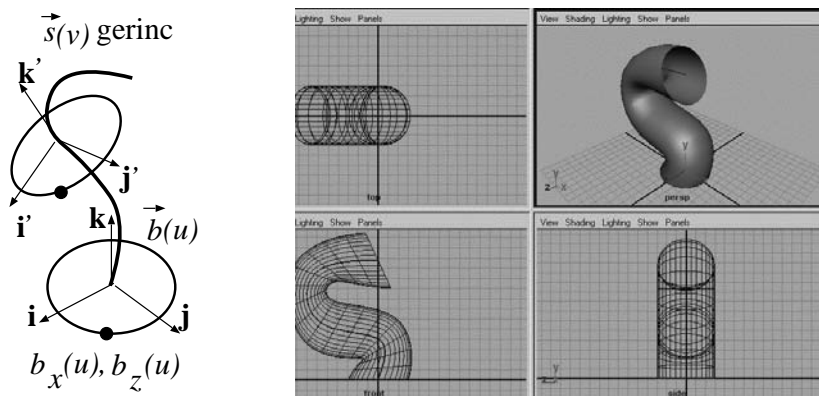 s(v) gerinc
k'
j'
i'
k
b(u)
i
j
b_x(u), b_z(u)
Lighting Show Panels
top
View Shading Lighting Show Panels
y
y
z x
persp
Lighting Show Panels
front
View Shading Lighting Show Panels
y
z
side